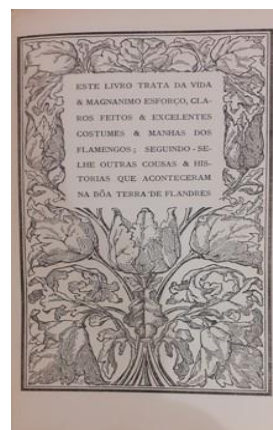 ESTE LIVRO TRATA DA VIDA
& MAGNANIMO ESFORÇO, CLA-
ROS FEITOS & EXCELENTES
COSTUMES & MANHAS DOS
FLAMENGOS; SEGUINDO-SE-
LHE OUTRAS COUSAS & HIS-
TORIAS QUE ACONTECERAM
NA BÔA TERRA DE FLANDRES